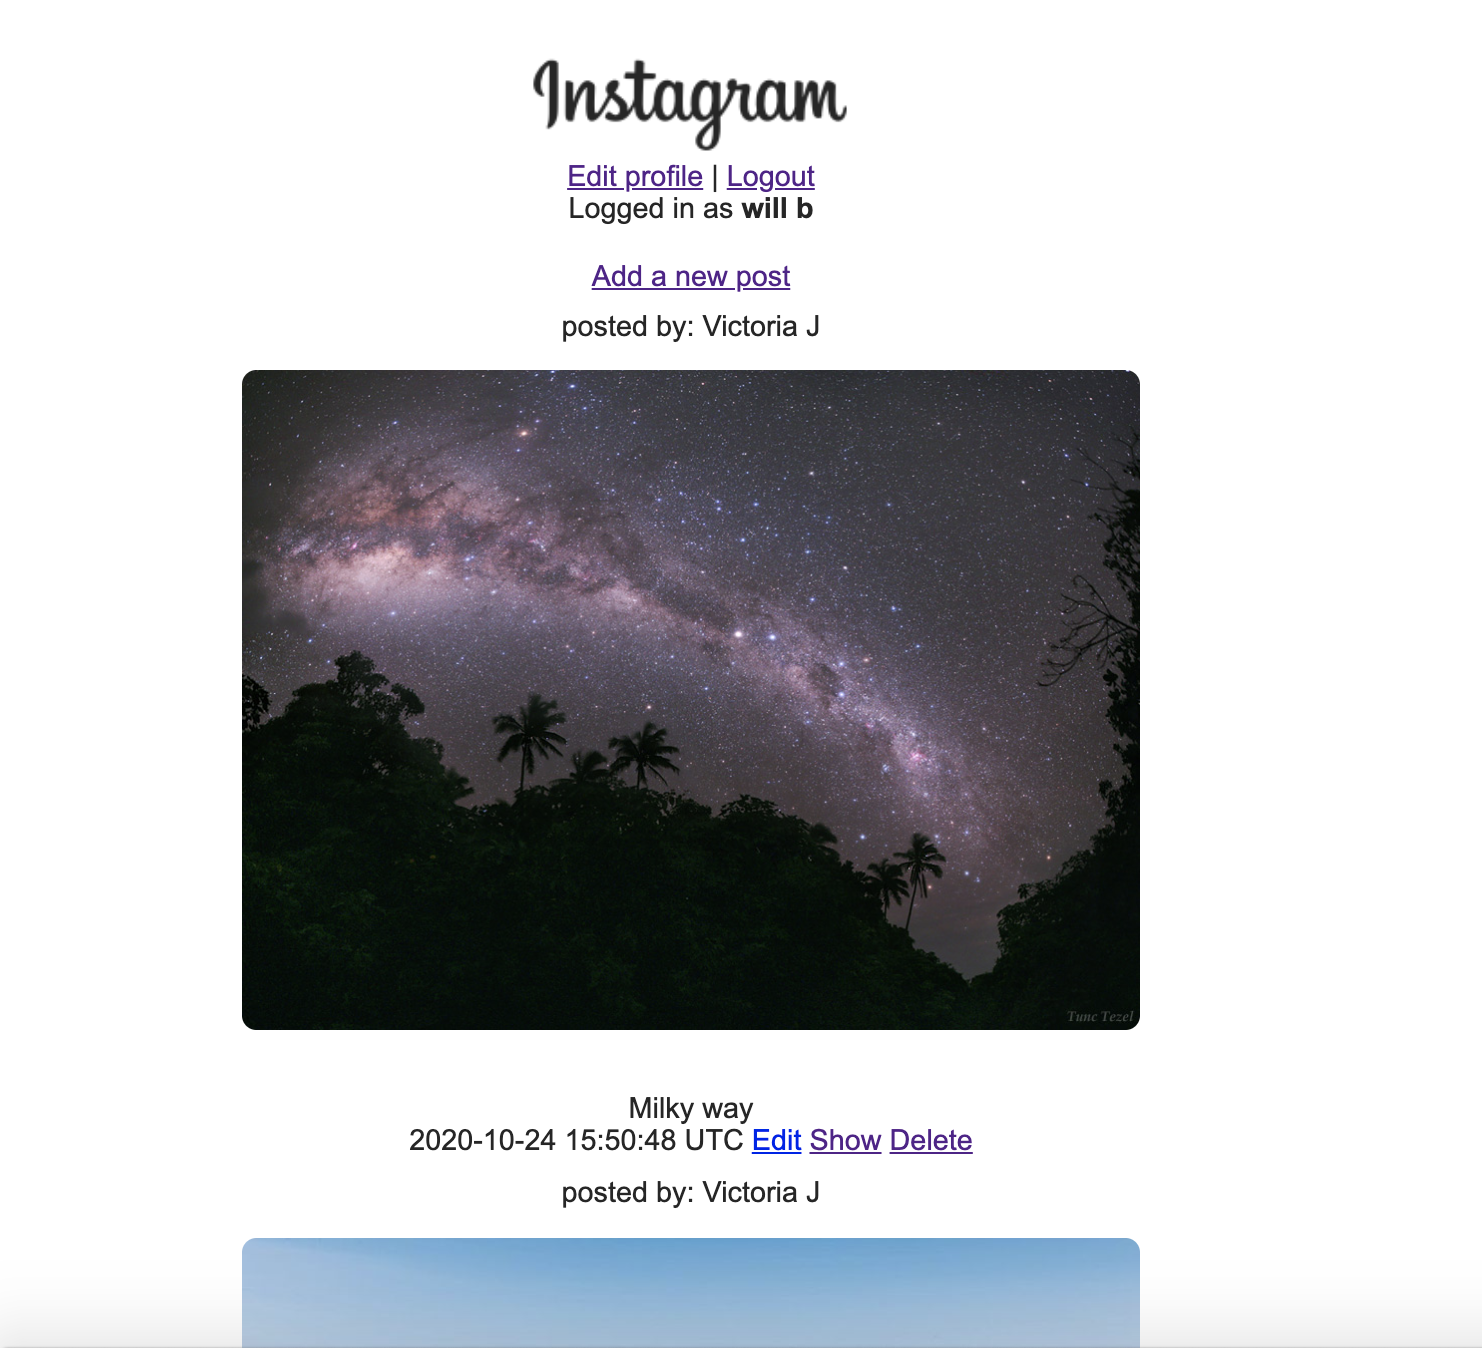 Instagram
Edit profile | Logout
Logged in as will b
Add a new post
posted by: Victoria J
Tunc Tezel
Milky way
2020-10-24 15:50:48 UTC Edit Show Delete
posted by: Victoria J